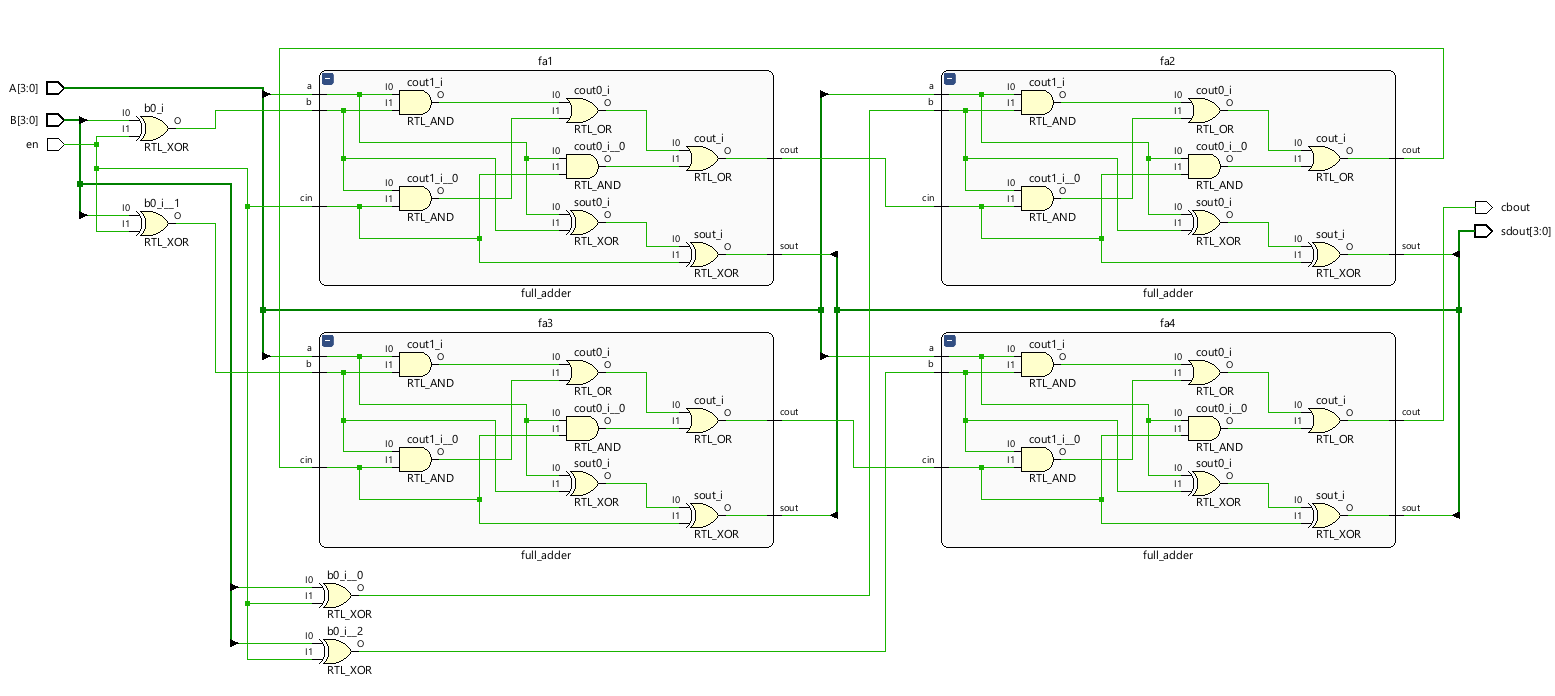 A[3:0]
B[3:0]
en
b0_i
I0
I1
O
RTL_XOR
b0_i__1
I0
I1
O
RTL_XOR
fa1
a
b
cin
cout1_i
I0
I1
O
RTL_AND
cout1_i__0
I0
I1
O
RTL_AND
cout0_i
I0
I1
O
RTL_OR
cout0_i__0
I0
I1
O
RTL_AND
sout0_i
I0
I1
O
RTL_XOR
cout_i
I0
I1
O
RTL_OR
sout_i
I0
I1
O
RTL_XOR
cout
sout
full_adder
fa2
a
b
cin
cout1_i
I0
I1
O
RTL_AND
cout1_i__0
I0
I1
O
RTL_AND
cout0_i
I0
I1
O
RTL_OR
cout0_i__0
I0
I1
O
RTL_AND
sout0_i
I0
I1
O
RTL_XOR
cout_i
I0
I1
O
RTL_OR
sout_i
I0
I1
O
RTL_XOR
cout
sout
full_adder
cbout
sdout[3:0]
fa3
a
b
cin
cout1_i
I0
I1
O
RTL_AND
cout1_i__0
I0
I1
O
RTL_AND
cout0_i
I0
I1
O
RTL_OR
cout0_i__0
I0
I1
O
RTL_AND
sout0_i
I0
I1
O
RTL_XOR
cout_i
I0
I1
O
RTL_OR
sout_i
I0
I1
O
RTL_XOR
cout
sout
full_adder
fa4
a
b
cin
cout1_i
I0
I1
O
RTL_AND
cout1_i__0
I0
I1
O
RTL_AND
cout0_i
I0
I1
O
RTL_OR
cout0_i__0
I0
I1
O
RTL_AND
sout0_i
I0
I1
O
RTL_XOR
cout_i
I0
I1
O
RTL_OR
sout_i
I0
I1
O
RTL_XOR
cout
sout
full_adder
b0_i__0
I0
I1
O
RTL_XOR
b0_i__2
I0
I1
O
RTL_XOR